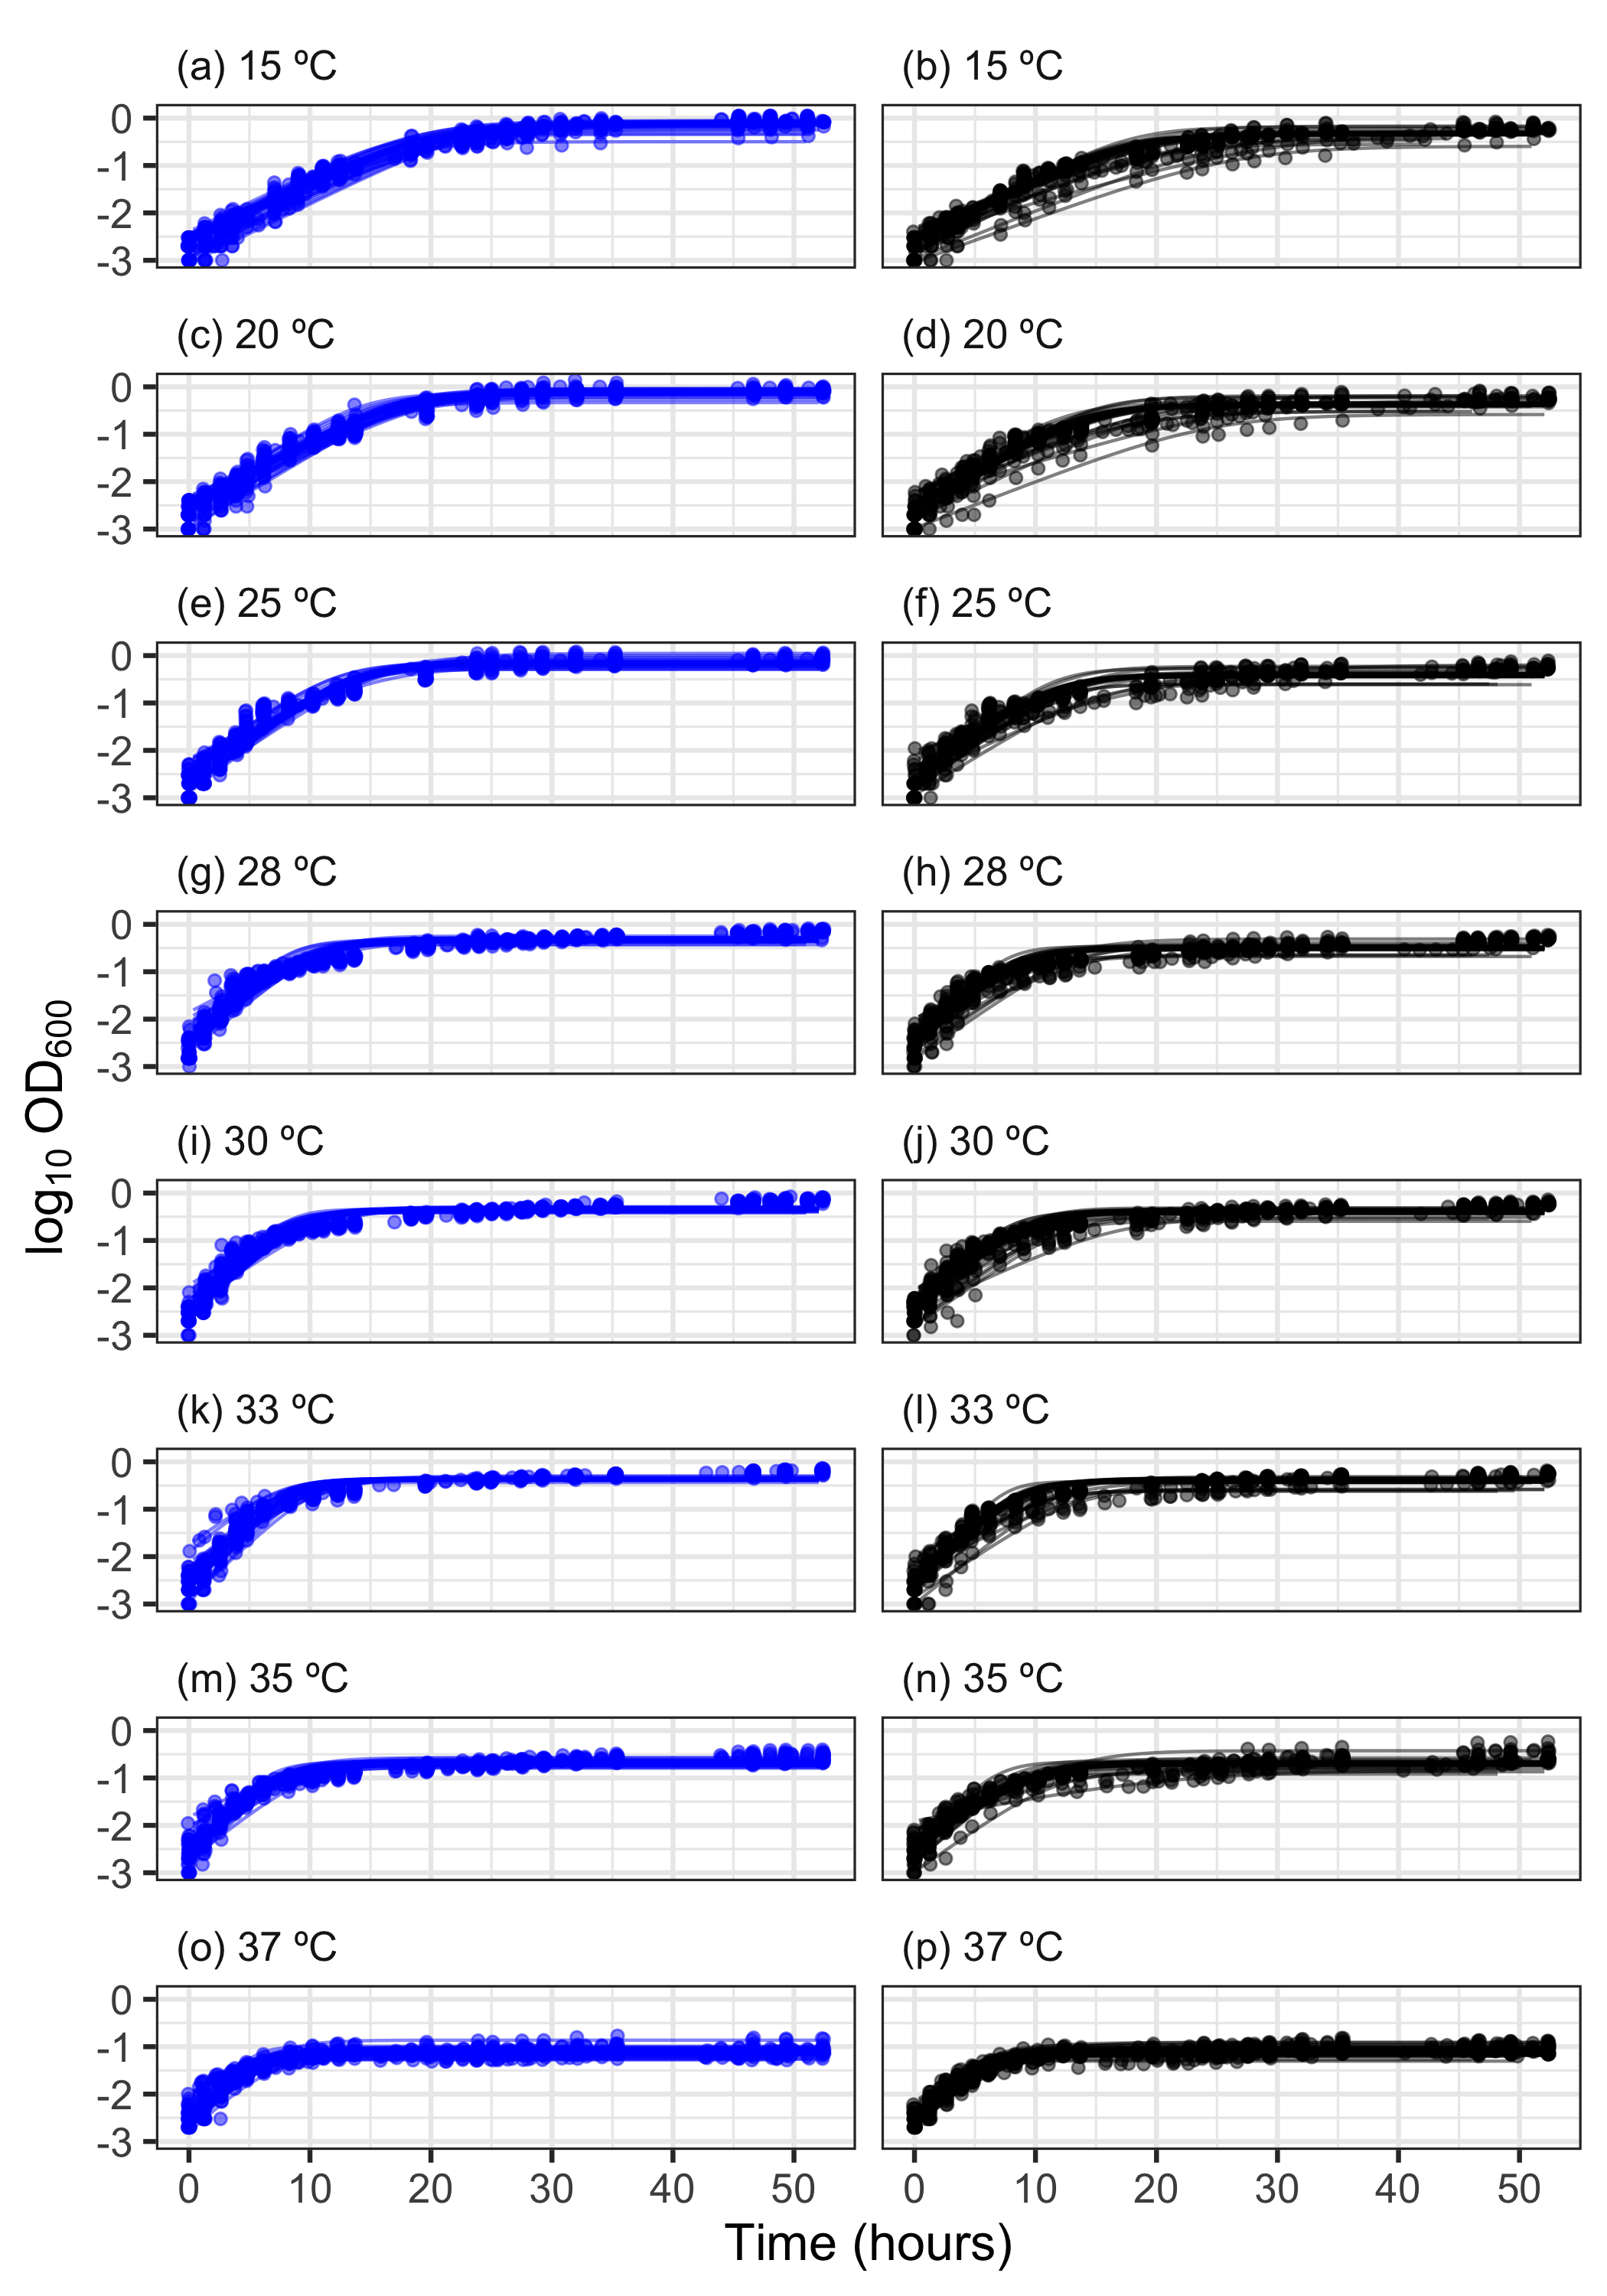 (a) 15 ºC
(b) 15 ºC
0
-1
-2
-3
(c) 20 ºC
(d) 20 ºC
0
-1
-2
-3
(e) 25 ºC
(f) 25 ºC
0
-1
-2
-3
(g) 28 ºC
(h) 28 ºC
0
-1
-2
-3
(i) 30 ºC
(j) 30 ºC
0
-1
-2
-3
(k) 33 ºC
(l) 33 ºC
0
-1
-2
-3
(m) 35 ºC
(n) 35 ºC
0
-1
-2
-3
(o) 37 ºC
(p) 37 ºC
0
-1
-2
-3
0 10 20 30 40 50
0 10 20 30 40 50
Time (hours)
log10 OD600